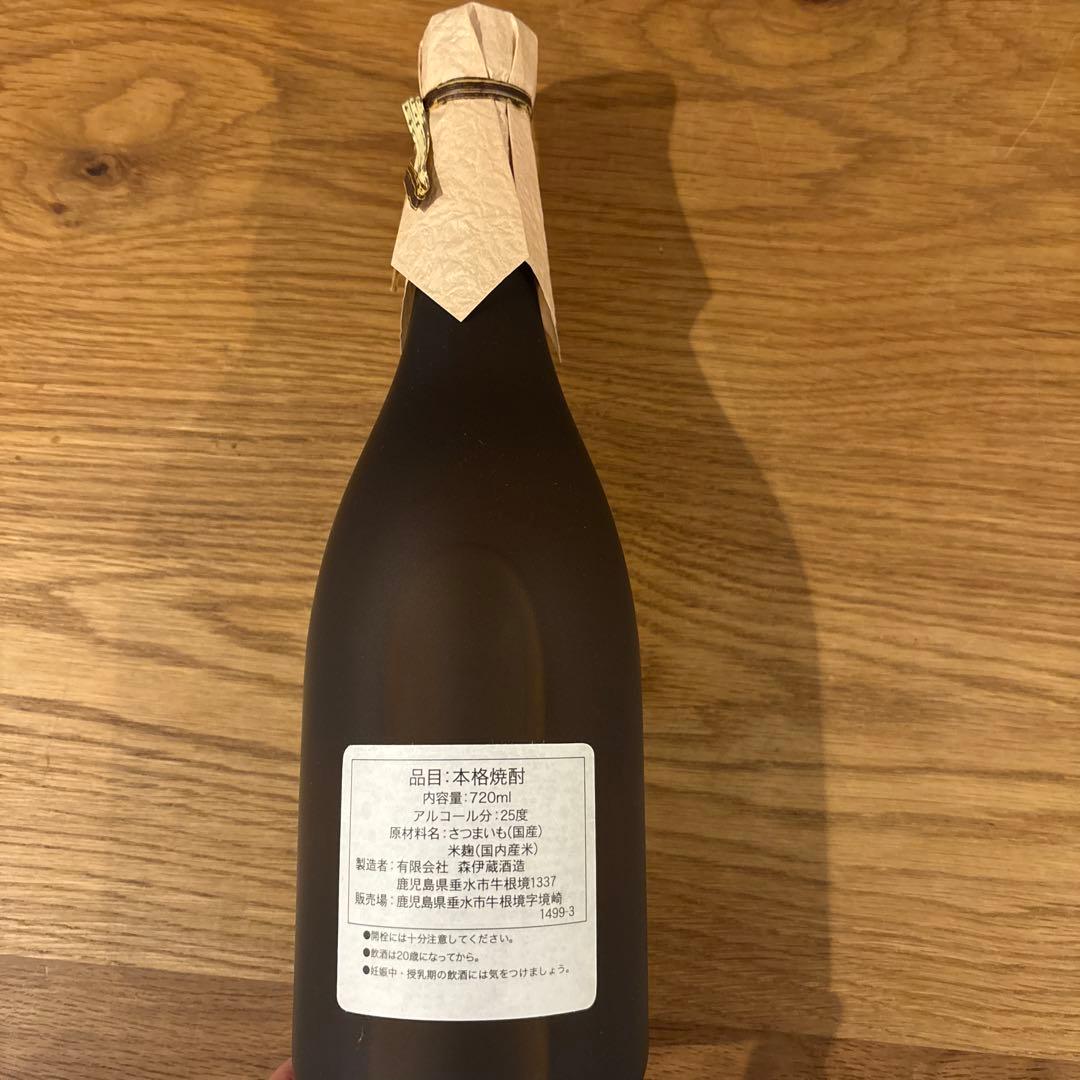 品目:本格焼酎
内容量:720ml
アルコール分:25度
原材料名:さつまいも(国産)
米麹(国内産米)
製造者:有限会社 森伊蔵酒造
鹿児島県垂水市牛根境1337
販売場:鹿児島県垂水市牛根境字境崎
1499-3
●開栓には十分注意してください。
●飲酒は20歳になってから。
●妊娠中・授乳期の飲酒には気をつけましょう。